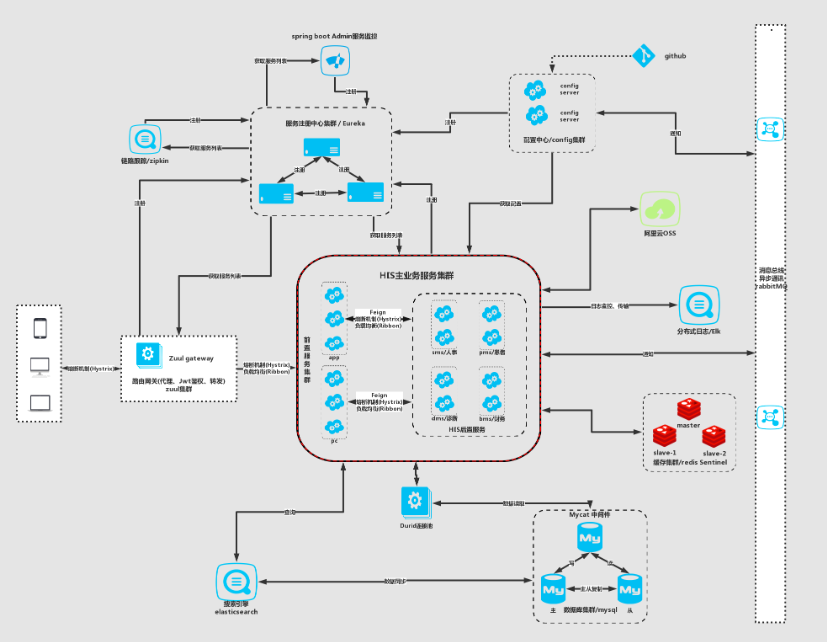 spring boot Admin服务监控
获取服务列表
注册
github
config
server
config
server
配置中心/config集群
注册
通知
服务注册中心集群 / Eureka
注册
注册
注册
注册
链路跟踪/zipkin
获取服务列表
注册
获取服务列表
注册
获取配置
阿里云OSS
消息总线
异步通讯
rabbitMQ
获取服务列表
HIS主业务服务集群
日志监控、传输
分布式日志/Elk
通知
前置服务集群
app
pc
Feign
熔断机制(Hystrix)
负载均衡(Ribbon)
Feign
熔断机制(Hystrix)
负载均衡(Ribbon)
sms/人事
pms/患者
dms/诊断
bms/财务
HIS后置服务
熔断机制(Hystrix)
Zuul gateway
路由网关(代理、Jwt鉴权、转发)
zuul集群
熔断机制(Hystrix)
负载均衡(Ribbon)
master
slave-1
slave-2
缓存集群/redis Sentinel
Durid连接池
数据读取
查询
Mycat 中间件
My
写
My
My
主从复制
主
数据库集群/mysql
从
数据同步
搜索引擎
elasticsearch